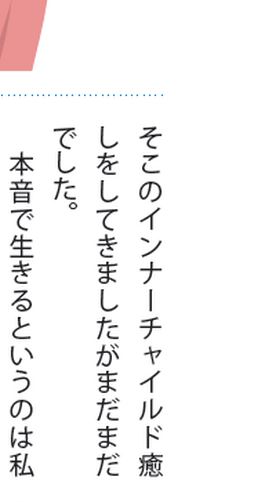 そこのインナーチャイルド癒
しをしてきましたがまだまだ
でした。
本音で生きるというのは私